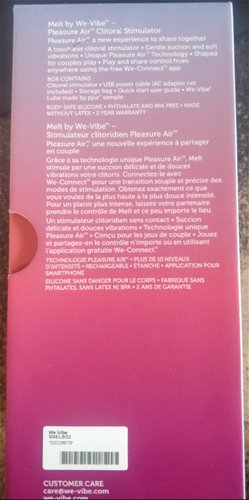 Melt by We-Vibe™ –
Pleasure Air™ Clitoral Stimulator
Pleasure Air™, a new experience to share together
A touchless clitoral stimulator • Gentle suction and soft
vibrations • Unique Pleasure Air™ Technology • Shaped
for couples play • Play and share control from
anywhere using the free We-Connect™ app.
BOX CONTAINS
Clitoral stimulator • USB power cable (AC adaptor not
included) • Storage bag • Quick start user guide • We-Vibe®
Lube made by pjur® sample.
BODY-SAFE SILICONE • PHTHALATE AND BPA FREE • MADE
WITHOUT LATEX • 2 YEAR WARRANTY
Melt by We-Vibe™ –
Stimulateur clitoridien Pleasure Air™
Pleasure Air,™ une nouvelle expérience à partager
en couple
Grâce à sa technologie unique Pleasure Air™, Melt
stimule par une succion délicate et de douces
vibrations votre clitoris. Connectez-le avec
We-Connect™ pour une transition souple et precise des
modes de stimulation. Obtenez exactement ce que
vous voulez de la plus haute à la plus douce intensité.
Pour un plaisir plus intense, laissez votre partenaire
prendre le contrôle de Melt et ce peu importe le lieu.
Un stimulateur clitoridien sans contact • Succion
délicate et douces vibrations • Technologie unique
Pleasure Air™ • Conçu pour les jeux de couple • Jouez
et partagez-en le contrôle n'importe où en utilisant
l'application gratuite We-Connect.™
TECHNOLOGIE PLEASURE AIR™ • PLUS DE 10 NIVEAUX
D'INTENSITÉ • RECHARGEABLE • ÉTANCHE • APPLICATION POUR
SMARTPHONE
SILICONE SANS DANGER POUR LE CORPS • FABRIQUÉ SANS
PHTALATES, SANS LATEX NI BPA • 2 ANS DE GARANTIE
We-Vibe
SNELSG3
*50028679*
CUSTOMER CARE
care@we-vibe.com
we-vibe.com